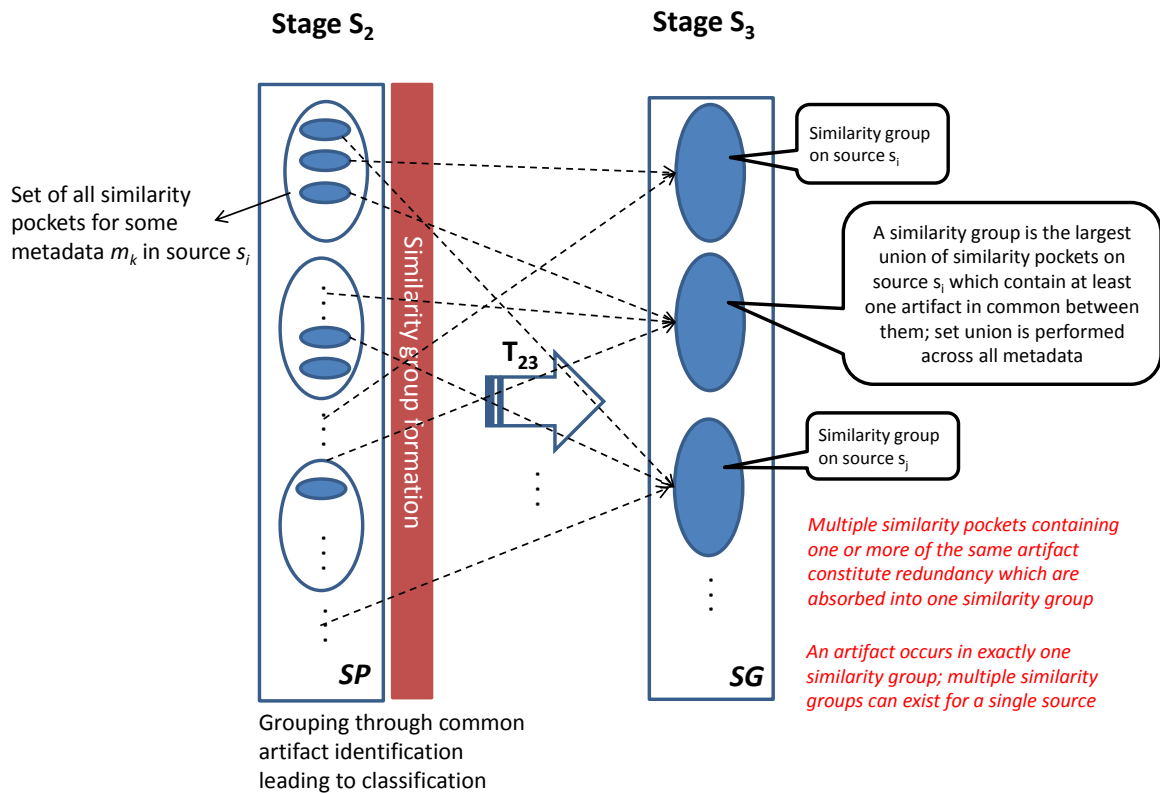 Stage S2
Stage S3
Set of all similarity
pockets for some
metadata mk in source si
Similarity group formation
T23
SP
Grouping through common
artifact identification
leading to classification
SG
Similarity group
on source si
A similarity group is the largest
union of similarity pockets on
source si which contain at least
one artifact in common between
them; set union is performed
across all metadata
Similarity group
on source sj
Multiple similarity pockets containing
one or more of the same artifact
constitute redundancy which are
absorbed into one similarity group
An artifact occurs in exactly one
similarity group; multiple similarity
groups can exist for a single source